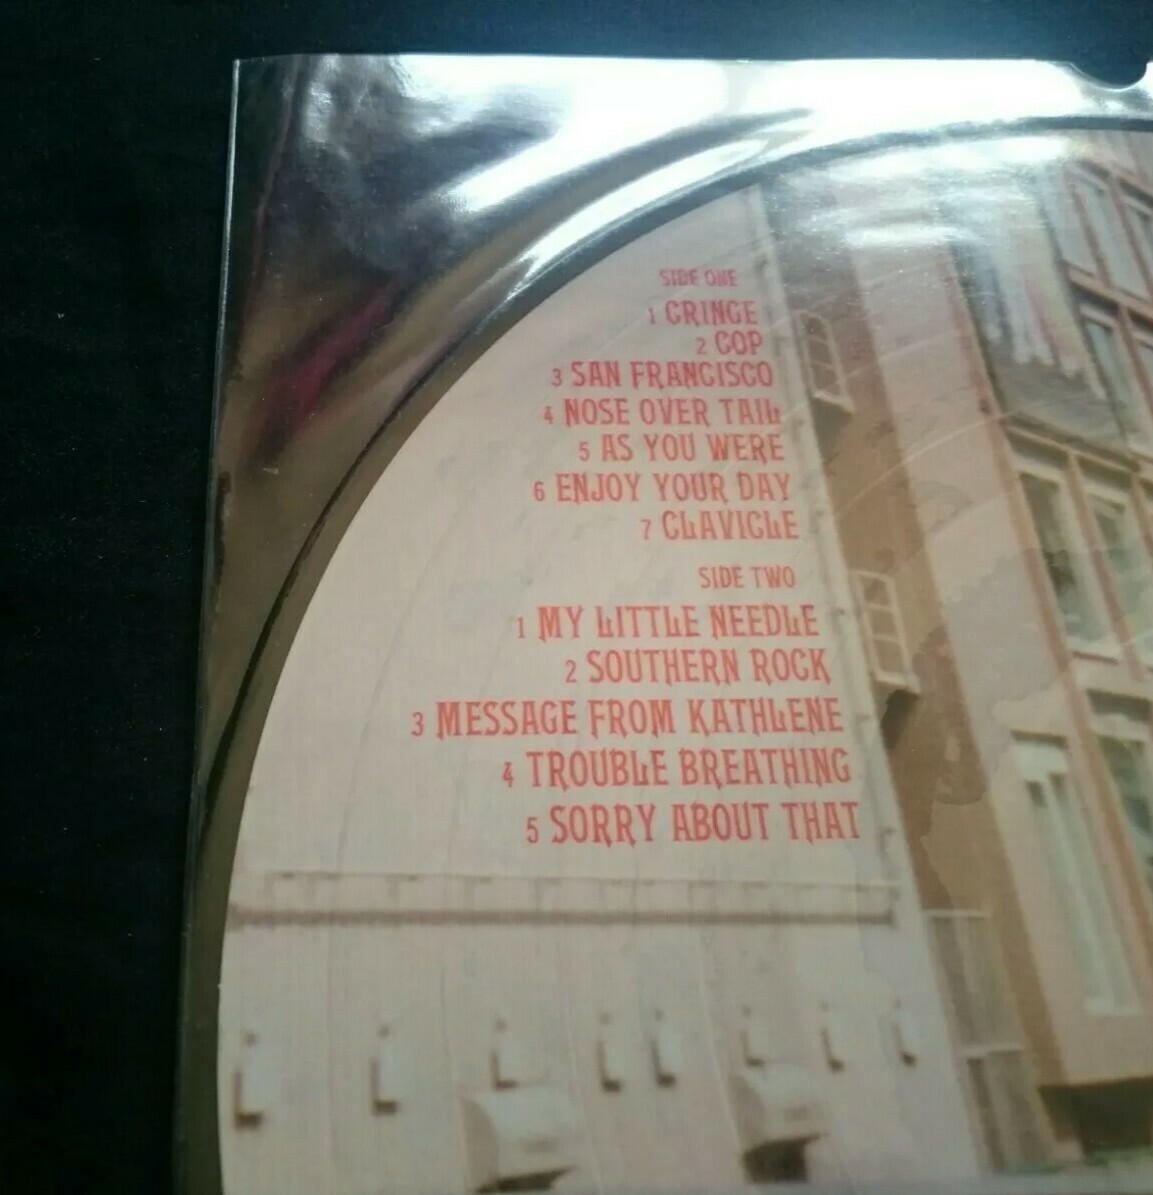 SIDE ONE
1 CRINGE
2 COP
3 SAN FRANCISCO
4 NOSE OVER TAIL
5 AS YOU WERE
6 ENJOY YOUR DAY
7 CLAVICLE
SIDE TWO
1 MY LITTLE NEEDLE
2 SOUTHERN ROCK
3 MESSAGE FROM KATHLENE
4 TROUBLE BREATHING
5 SORRY ABOUT THAT